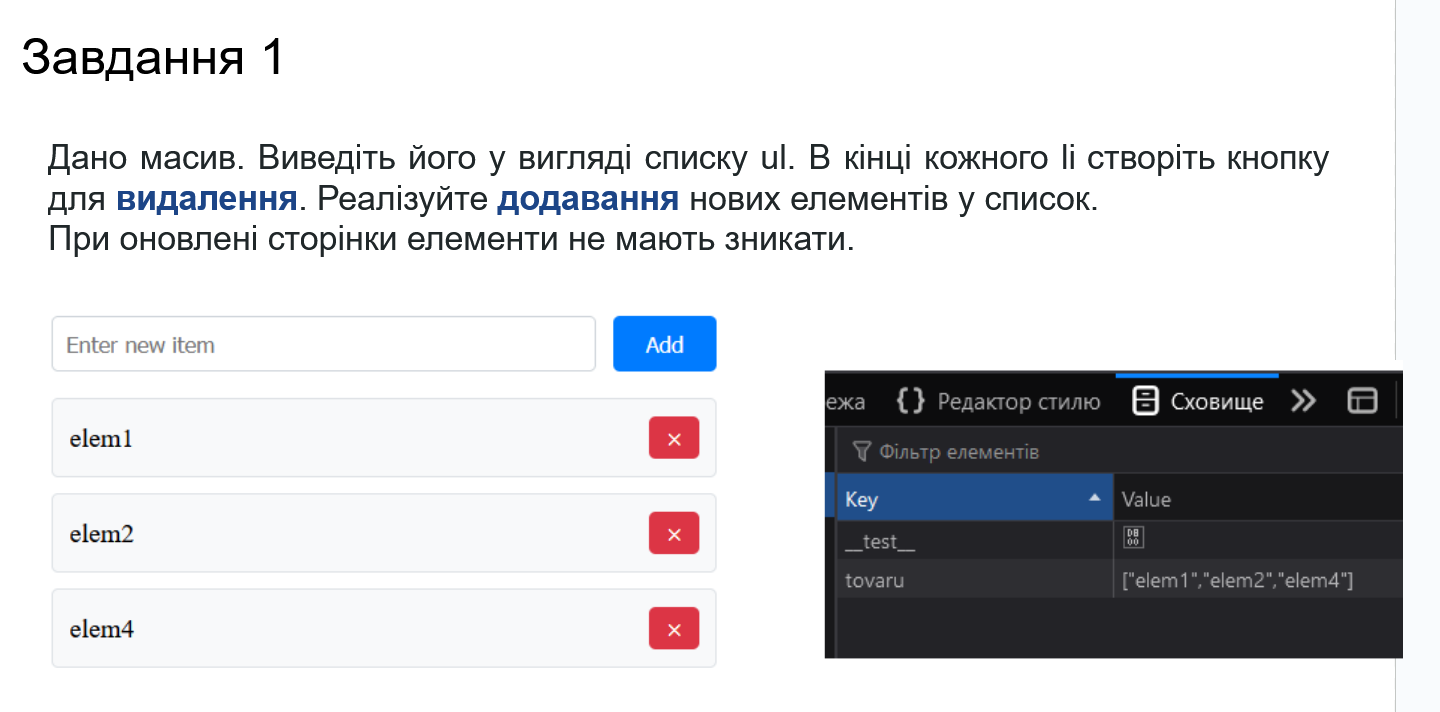 Завдання 1
Дано масив. Виведіть його у вигляді списку ul. В кінці кожного li створіть кнопку
для видалення. Реалізуйте додавання нових елементів у список.
При оновлені сторінки елементи не мають зникати.
Enter new item
Add
elem1 ×
elem2 ×
elem4 ×
ежа {} Редактор стилю Сховище
Фільтр елементів
Key Value
__test__
tovaru ["elem1","elem2","elem4"]